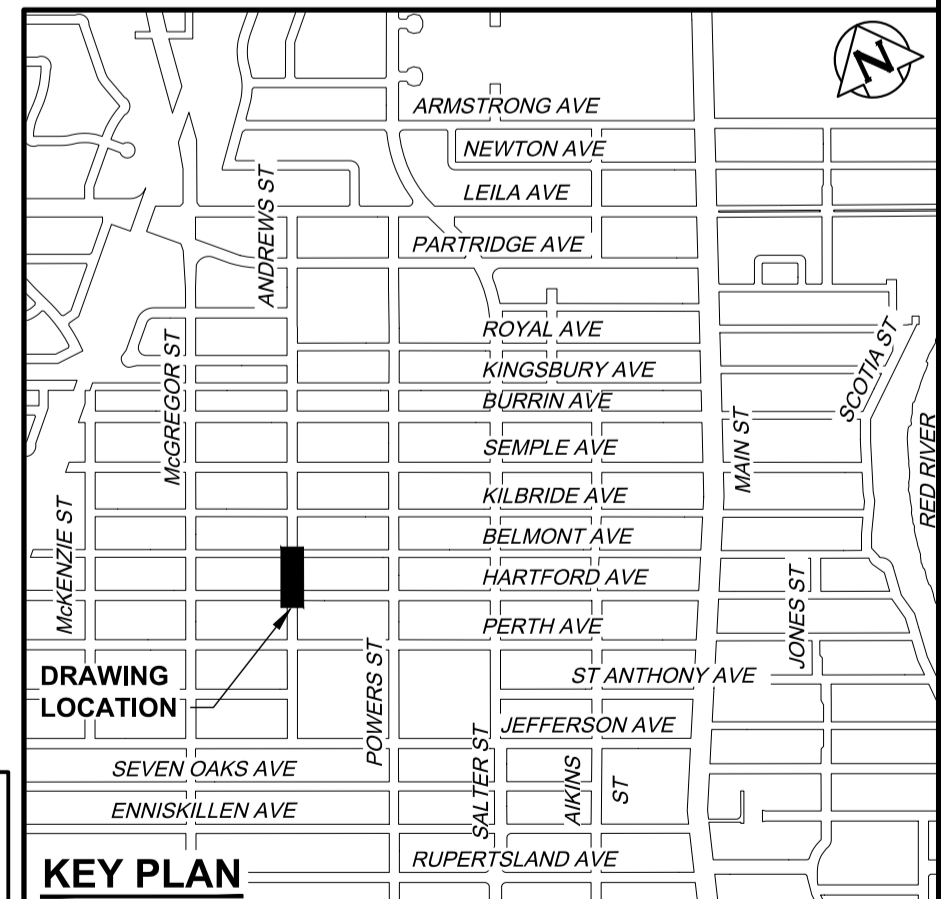 N
ARMSTRONG AVE
NEWTON AVE
LEILA AVE
ANDREWS ST
PARTRIDGE AVE
ROYAL AVE
McGREGOR ST
KINGSBURY AVE
SCOTIA ST
BURRIN AVE
MAIN ST
SEMPLE AVE
RED RIVER
KILBRIDE AVE
McKENZIE ST
BELMONT AVE
HARTFORD AVE
JONES ST
PERTH AVE
DRAWING
LOCATION
ST ANTHONY AVE
POWERS ST
JEFFERSON AVE
SEVEN OAKS AVE
SALTER ST
AIKINS
ST
ENNISKILLEN AVE
RUPERTSLAND AVE
KEY PLAN